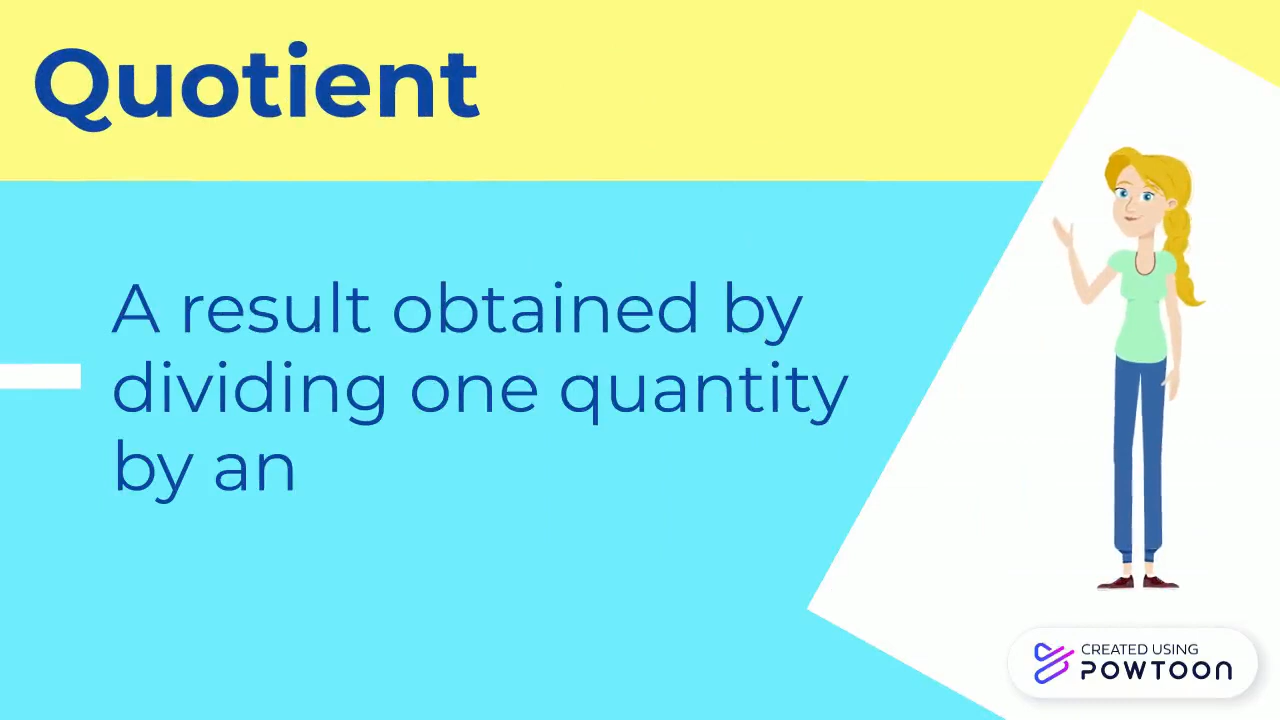 Quotient
A result obtained by
dividing one quantity
by an
CREATED USING
POWTOON